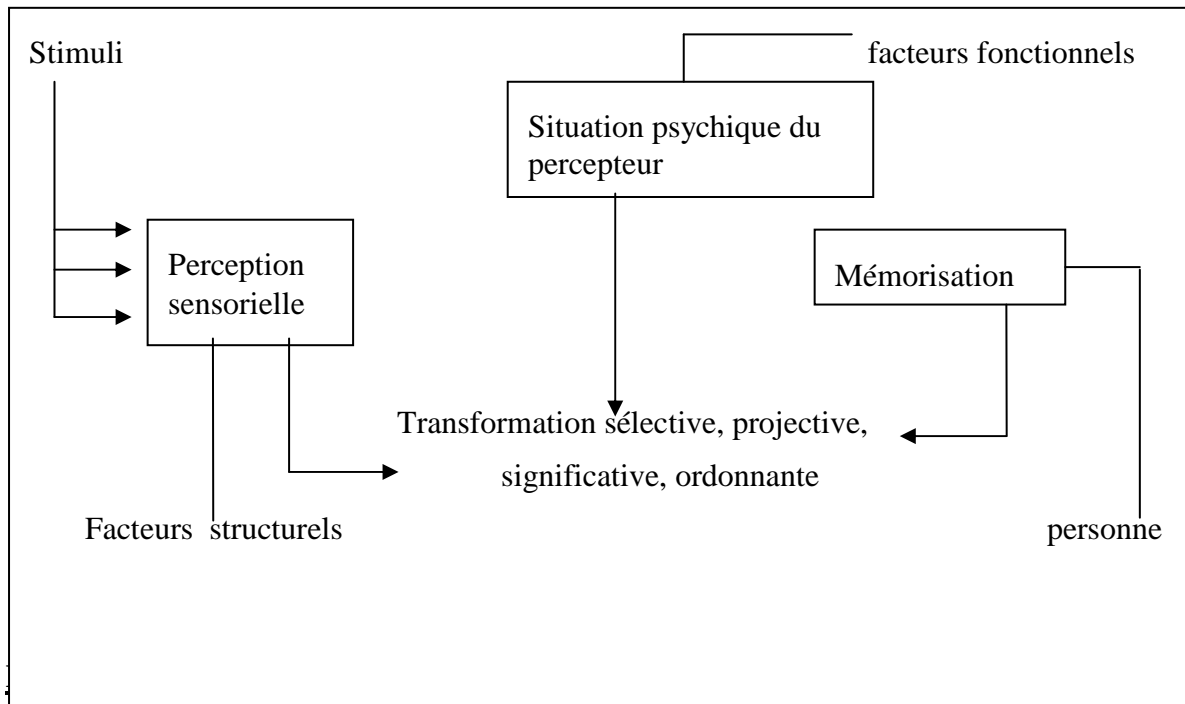 Stimuli
facteurs fonctionnels
Situation psychique du
percepteur
Perception
sensorielle
Mémorisation
Transformation sélective, projective,
significative, ordonnante
Facteurs structurels
personne